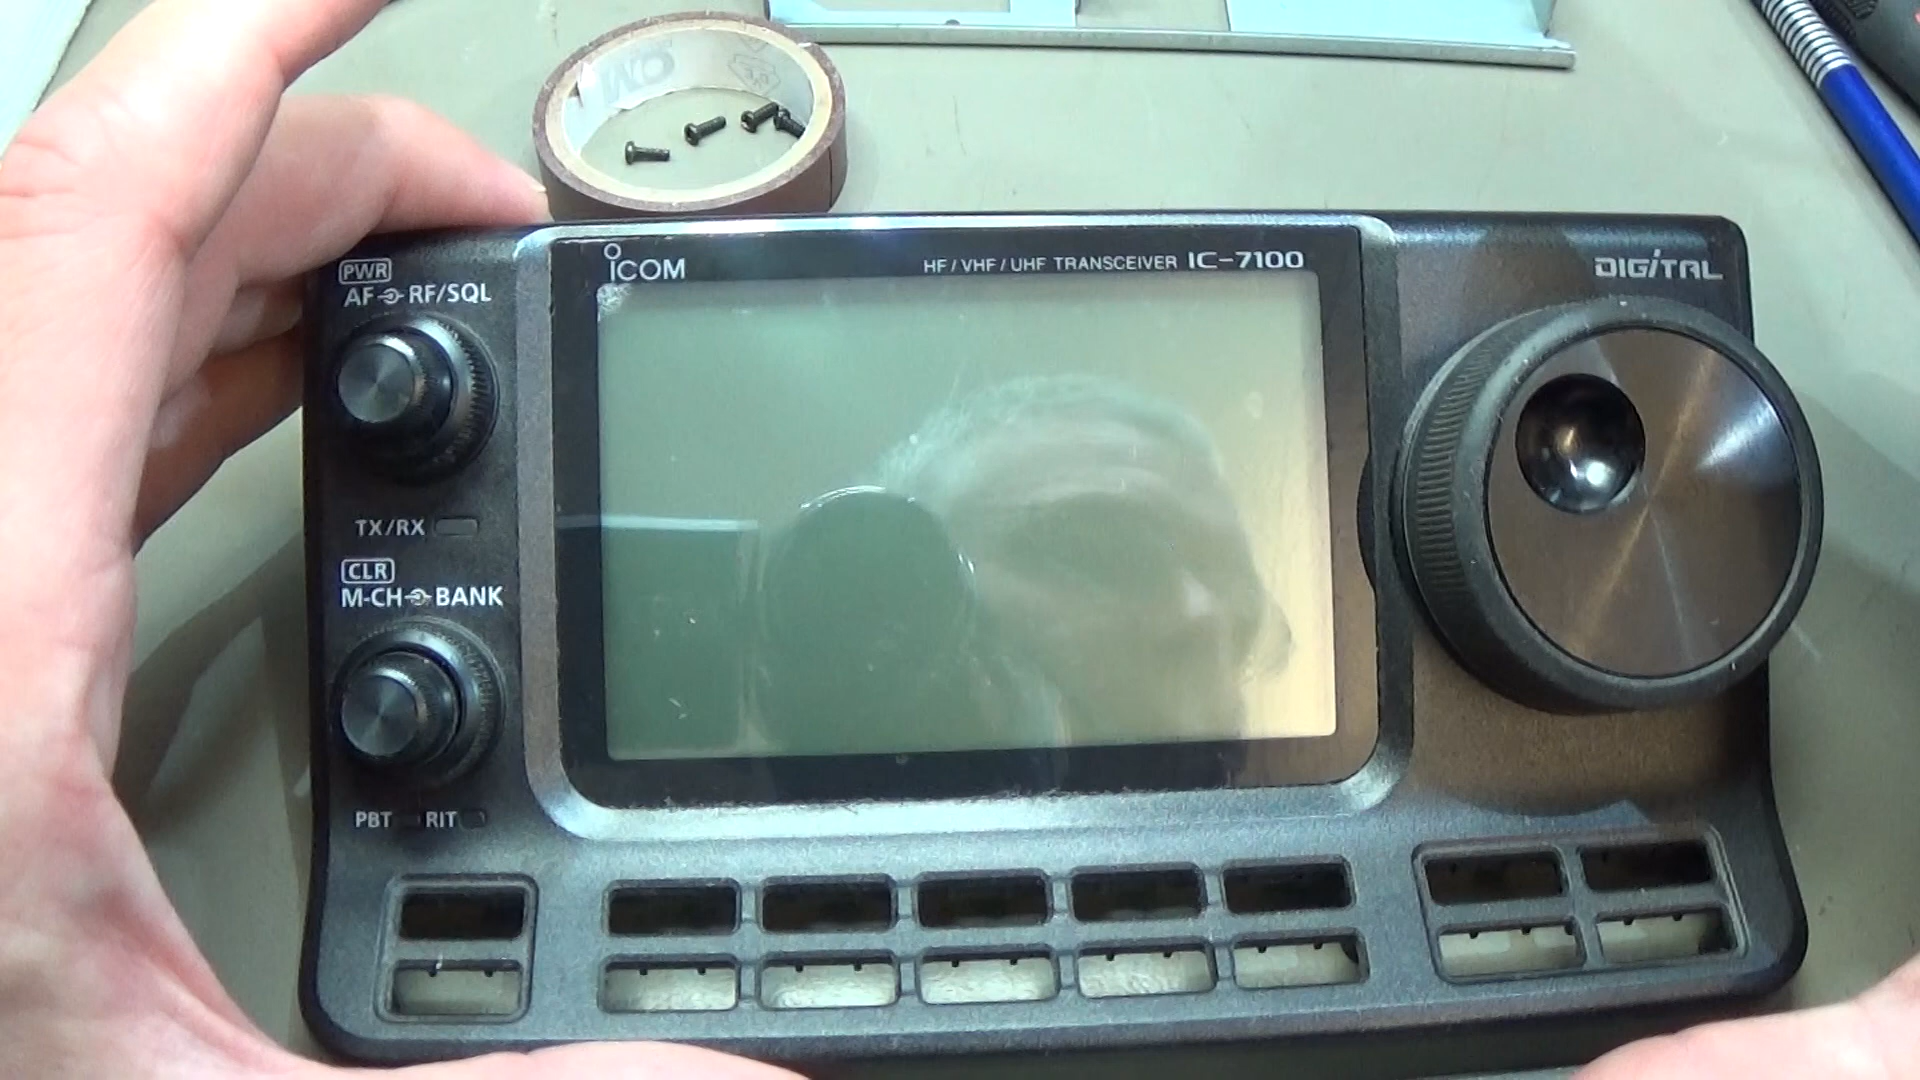 ICOM
HF/VHF/UHF TRANSCEIVER IC-7100
DIGITAL
PWR
AF RF/SQL
TX/RX
CLR
M-CH BANK
PBT RIT